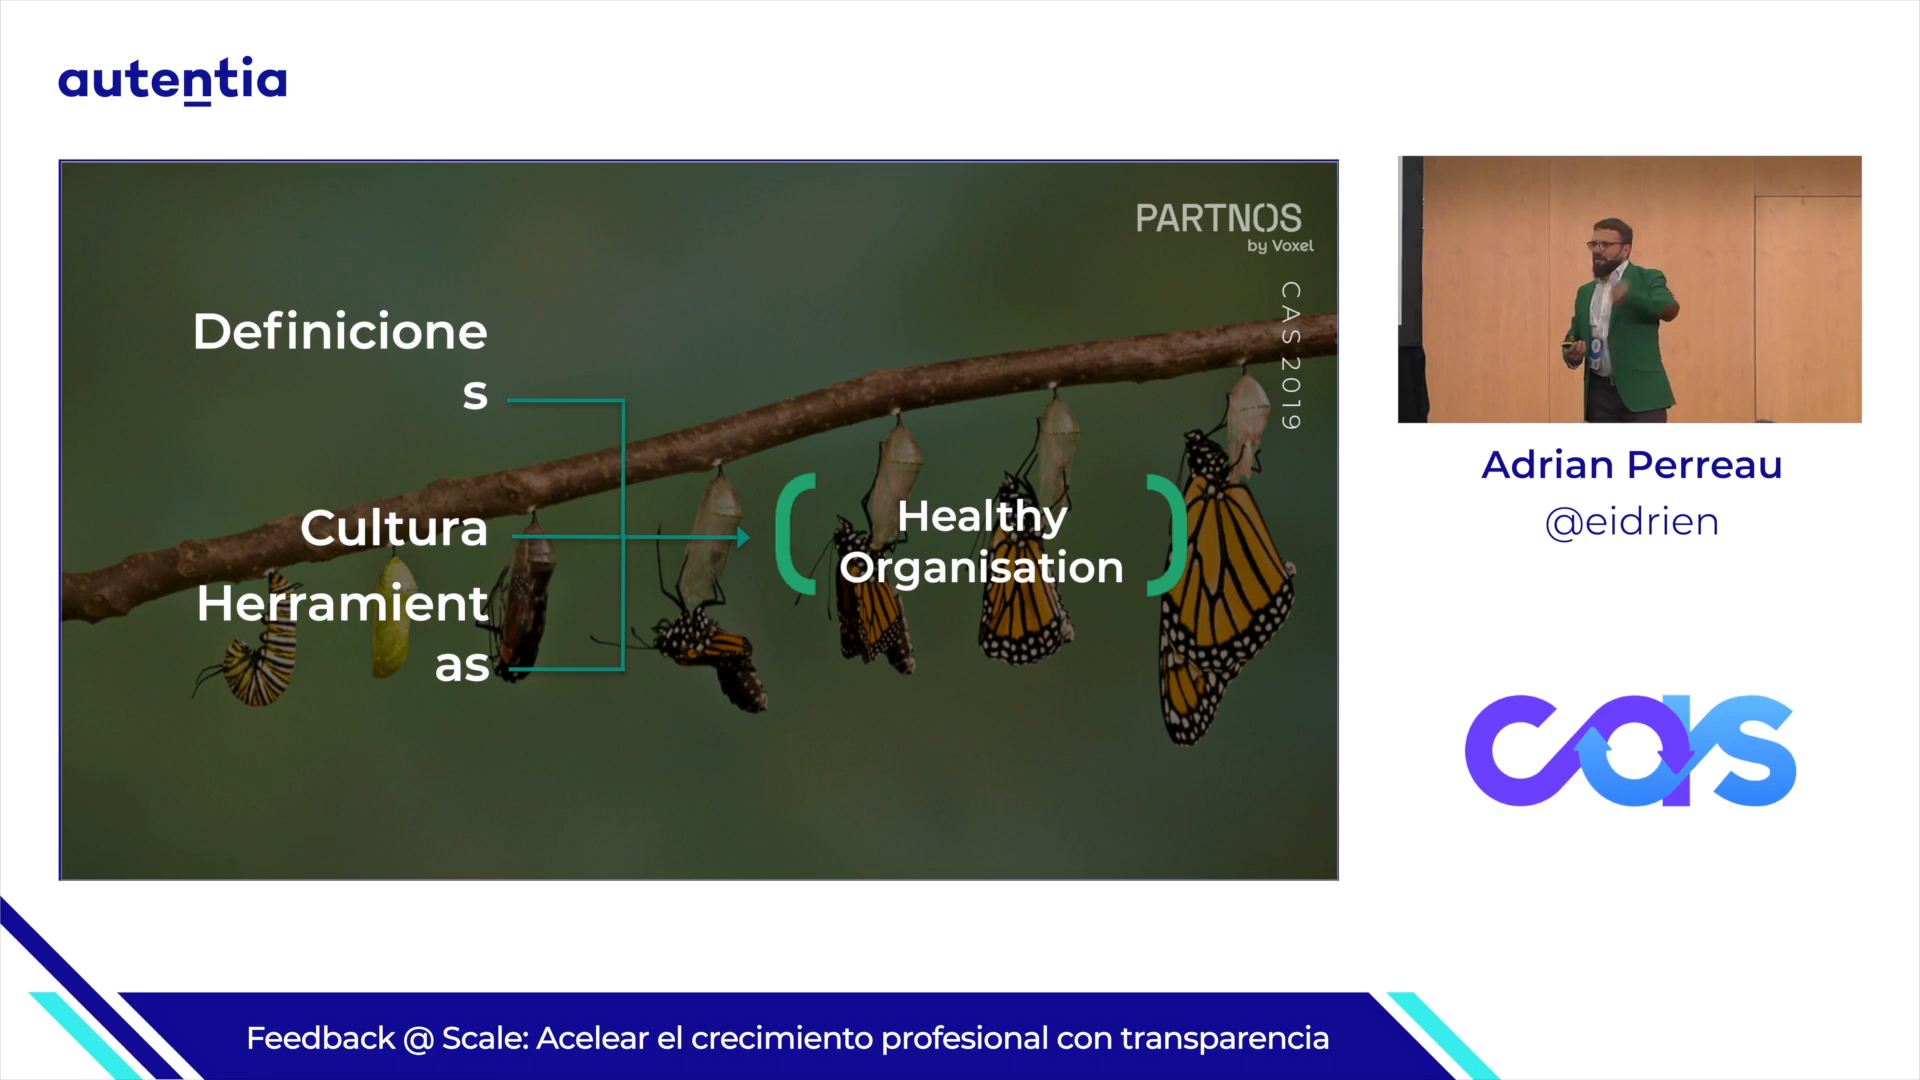 autentia
PARTNOS
by Voxel
CAS 2019
Definicione
s
Cultura
Herramient
as
Healthy
Organisation
Adrian Perreau
@eidrien
cas
Feedback @ Scale: Acelear el crecimiento profesional con transparencia